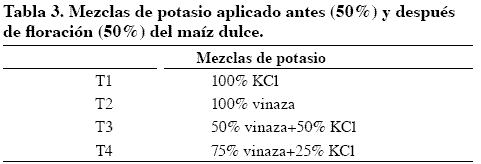 Tabla 3. Mezclas de potasio aplicado antes (50%) y después
de floración (50%) del maíz dulce.
Mezclas de potasio
T1 100% KCl
T2 100% vinaza
T3 50% vinaza+50% KCl
T4 75% vinaza+25% KCl